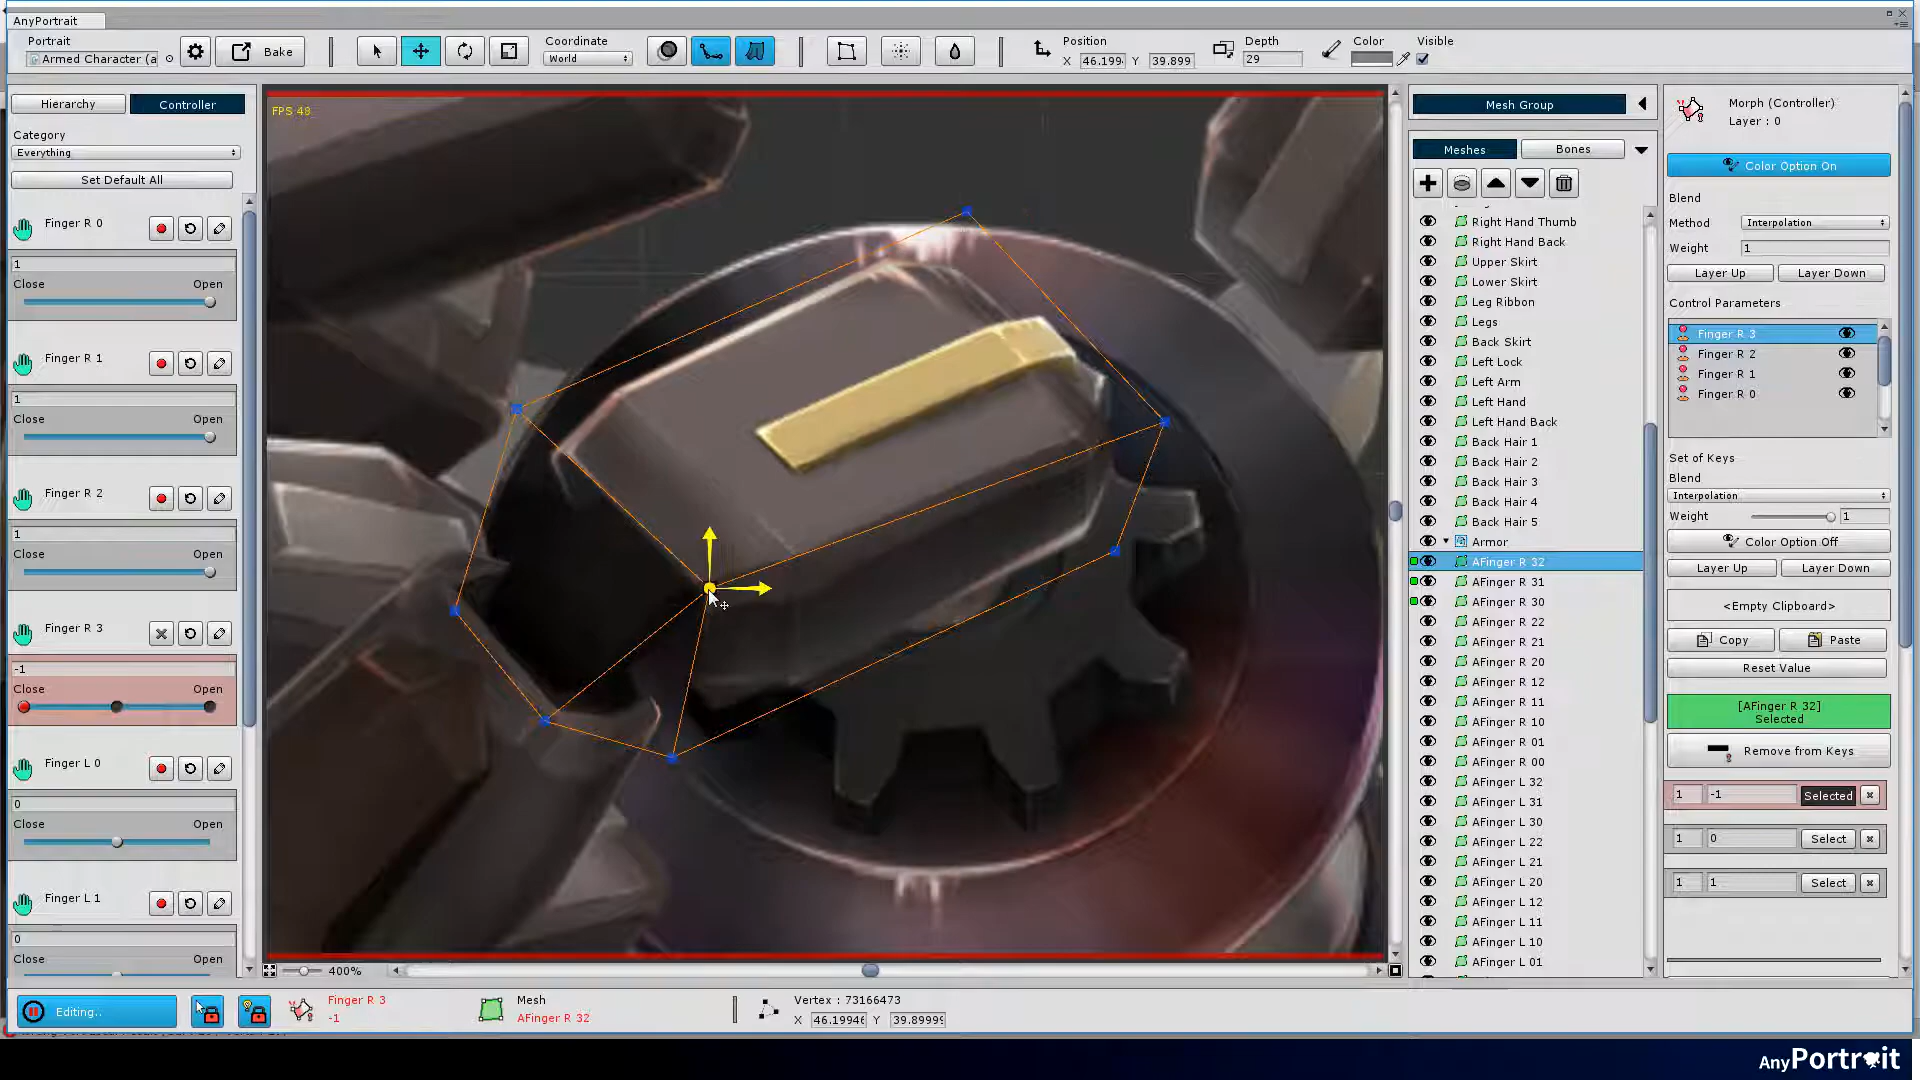 AnyPortrait
Portrait
Armed Character (a
Bake
Coordinate
World
Position
X 46.199 Y 39.899
Depth
29
Color
Visible
Hierarchy
Controller
Category
Everything
Set Default All
Finger R 0
1
Close Open
Finger R 1
1
Close Open
Finger R 2
1
Close Open
Finger R 3
-1
Close Open
Finger L 0
0
Close Open
Finger L 1
0
FPS 49
400%
Mesh Group
Meshes
Bones
Right Hand Thumb
Right Hand Back
Upper Skirt
Lower Skirt
Leg Ribbon
Legs
Back Skirt
Left Lock
Left Arm
Left Hand
Left Hand Back
Back Hair 1
Back Hair 2
Back Hair 3
Back Hair 4
Back Hair 5
Armor
AFinger R 32
AFinger R 31
AFinger R 30
AFinger R 22
AFinger R 21
AFinger R 20
AFinger R 12
AFinger R 11
AFinger R 10
AFinger R 01
AFinger R 00
AFinger L 32
AFinger L 31
AFinger L 30
AFinger L 22
AFinger L 21
AFinger L 20
AFinger L 12
AFinger L 11
AFinger L 10
AFinger L 01
Morph (Controller)
Layer : 0
Color Option On
Blend
Method Interpolation
Weight 1
Layer Up Layer Down
Control Parameters
Finger R 3
Finger R 2
Finger R 1
Finger R 0
Set of Keys
Blend
Interpolation
Weight 1
Color Option Off
Layer Up Layer Down
<Empty Clipboard>
Copy Paste
Reset Value
[AFinger R 32]
Selected
Remove from Keys
1 -1 Selected
1 0 Select
1 1 Select
Editing..
Finger R 3
-1
Mesh
AFinger R 32
Vertex : 73166473
X 46.19946 Y 39.89999
AnyPortrait